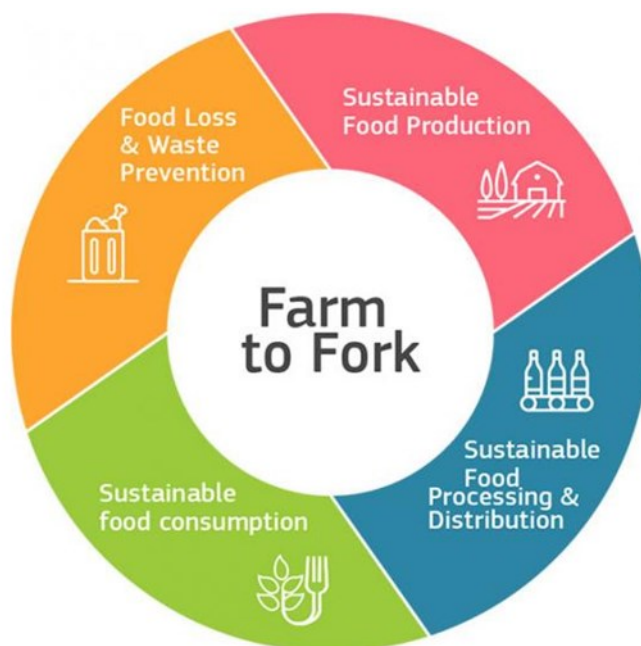 Food Loss
& Waste
Prevention
Sustainable
Food Production
Farm
to Fork
Sustainable
Food
Processing &
Distribution
Sustainable
food consumption